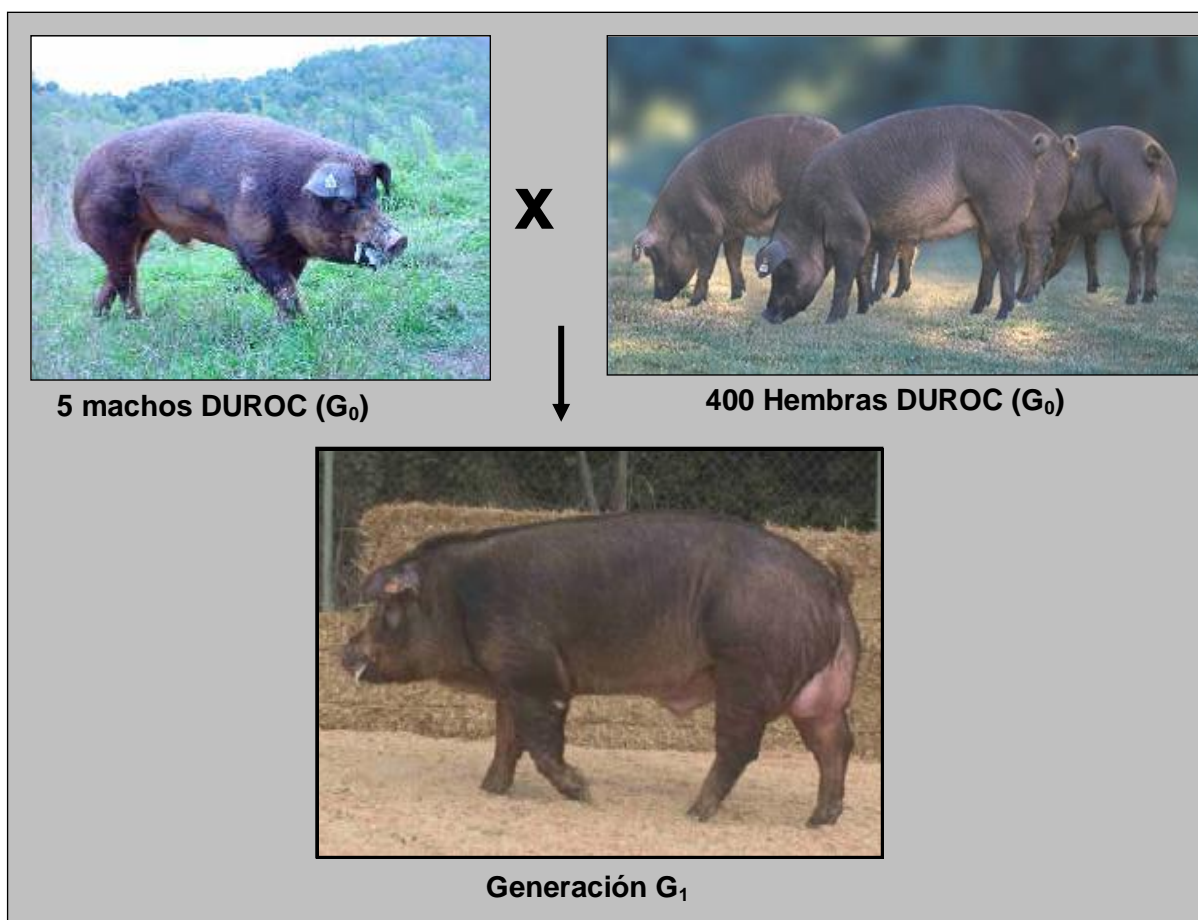 X
5 machos DUROC (G₀)
400 Hembras DUROC (G₀)
Generación G₁